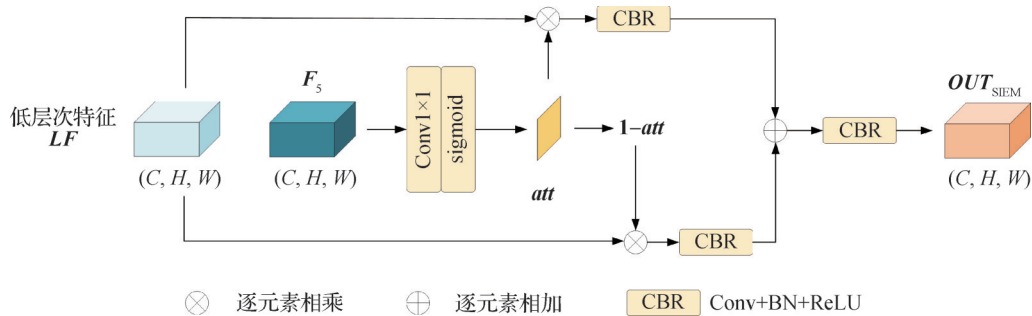 CBR
F5
OUT_SIEM
低层次特征
LF
Conv1×1
sigmoid
1−att
CBR
(C, H, W)
(C, H, W)
att
(C, H, W)
CBR
逐元素相乘
逐元素相加
CBR
Conv+BN+ReLU